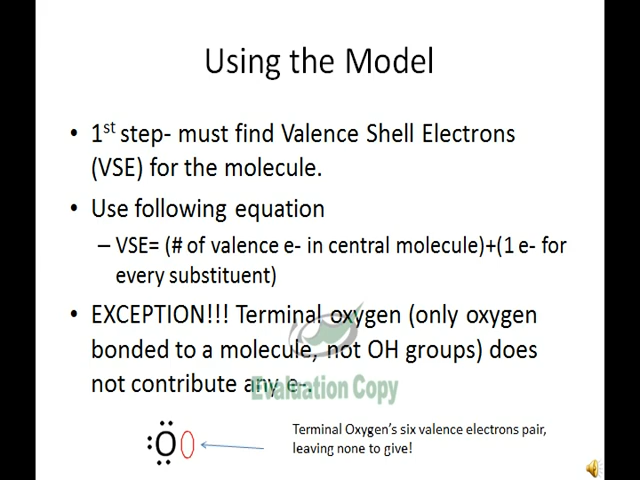 Using the Model
• 1st step- must find Valence Shell Electrons
(VSE) for the molecule.
• Use following equation
– VSE= (# of valence e- in central molecule)+(1 e- for
every substituent)
• EXCEPTION!!! Terminal oxygen (only oxygen
bonded to a molecule, not OH groups) does
not contribute any e-.
Evaluation Copy
Terminal Oxygen's six valence electrons pair,
leaving none to give!
:O